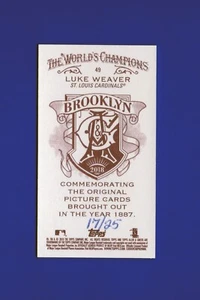 THE WORLD'S CHAMPIONS
49
LUKE WEAVER
ST. LOUIS CARDINALS®
BROOKLYN
2018
COMMEMORATING
THE ORIGINAL
PICTURE CARDS
BROUGHT OUT
IN THE YEAR 1887.
17/25
Topps